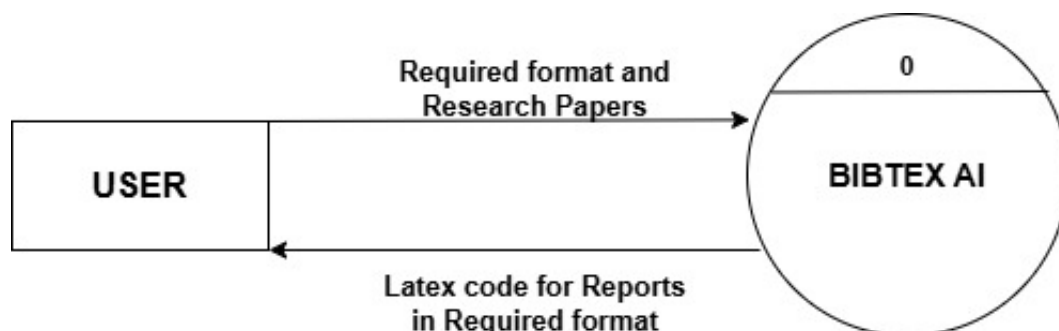 Required format and
Research Papers
0
USER
BIBTEX AI
Latex code for Reports
in Required format